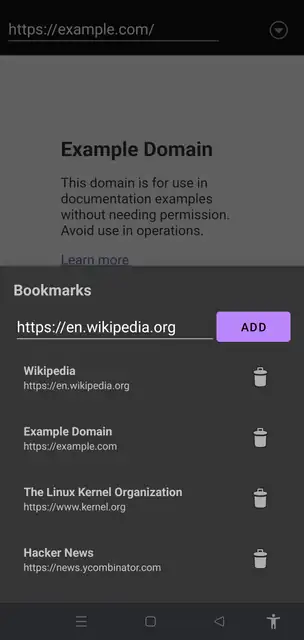 https://example.com/
Example Domain
This domain is for use in
documentation examples
without needing permission.
Avoid use in operations.
Learn more
Bookmarks
https://en.wikipedia.org
ADD
Wikipedia
https://en.wikipedia.org
Example Domain
https://example.com
The Linux Kernel Organization
https://www.kernel.org
Hacker News
https://news.ycombinator.com